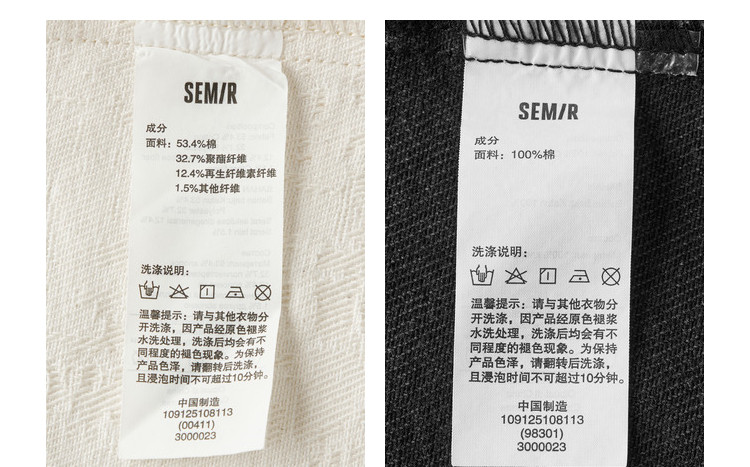 SEMIR
成分
面料：53.4%棉
32.7%聚酯纤维
12.4%再生纤维素纤维
1.5%其他纤维
洗涤说明：
温馨提示：请与其他衣物分
开洗涤，因产品经原色褪浆
水洗处理，洗涤后均会有不
同程度的褪色现象。为保持
产品色泽，请翻转后洗涤，
且浸泡时间不可超过10分钟。
中国制造
109125108113
(00411)
3000023
SEMIR
成分
面料：100%棉
洗涤说明：
温馨提示：请与其他衣物分
开洗涤，因产品经原色褪浆
水洗处理，洗涤后均会有不
同程度的褪色现象。为保持
产品色泽，请翻转后洗涤，
且浸泡时间不可超过10分钟。
中国制造
109125108113
(98301)
3000023